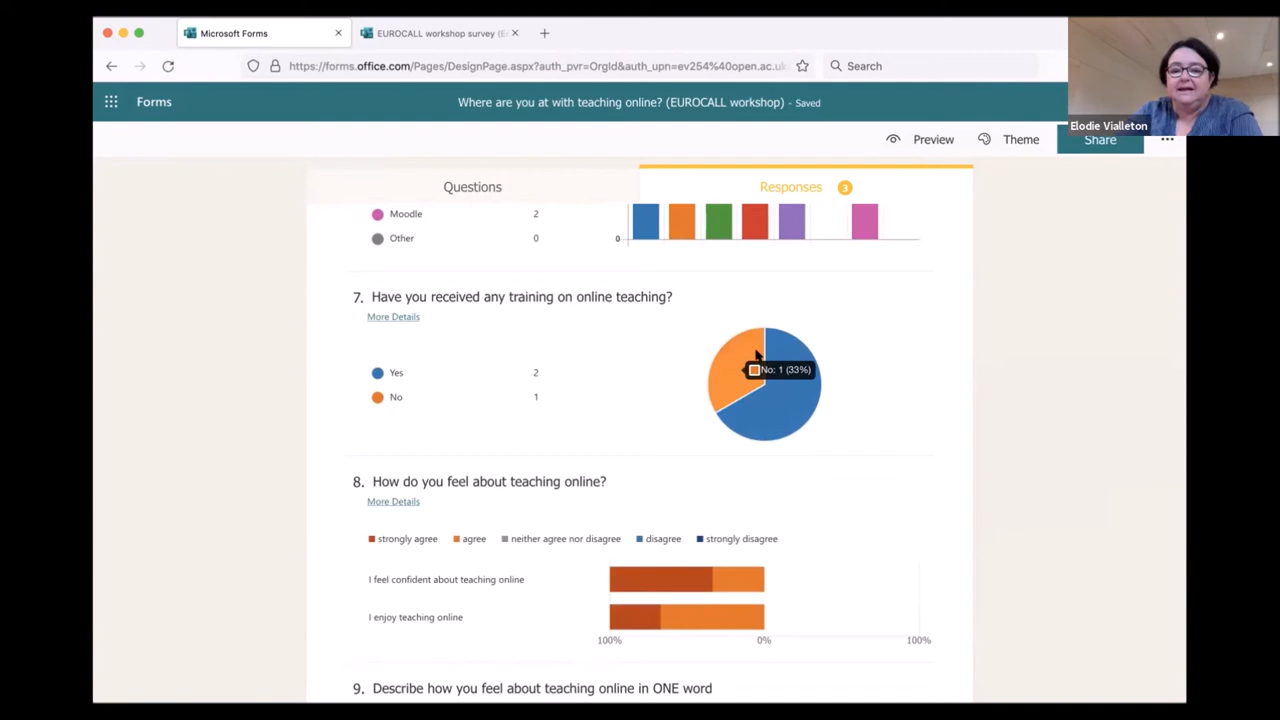 Microsoft Forms
EUROCALL workshop survey (E
https://forms.office.com/Pages/DesignPage.aspx?auth_pvr=OrgId&auth_upn=ev254%40open.ac.u
Search
Forms
Where are you at with teaching online? (EUROCALL workshop) - Saved
Elodie Vialleton
Preview
Theme
Share
Questions
Responses 3
Moodle 2
Other 0
0
7. Have you received any training on online teaching?
More Details
Yes 2
No 1
No: 1 (33%)
8. How do you feel about teaching online?
More Details
strongly agree agree neither agree nor disagree disagree strongly disagree
I feel confident about teaching online
I enjoy teaching online
100% 0% 100%
9. Describe how you feel about teaching online in ONE word